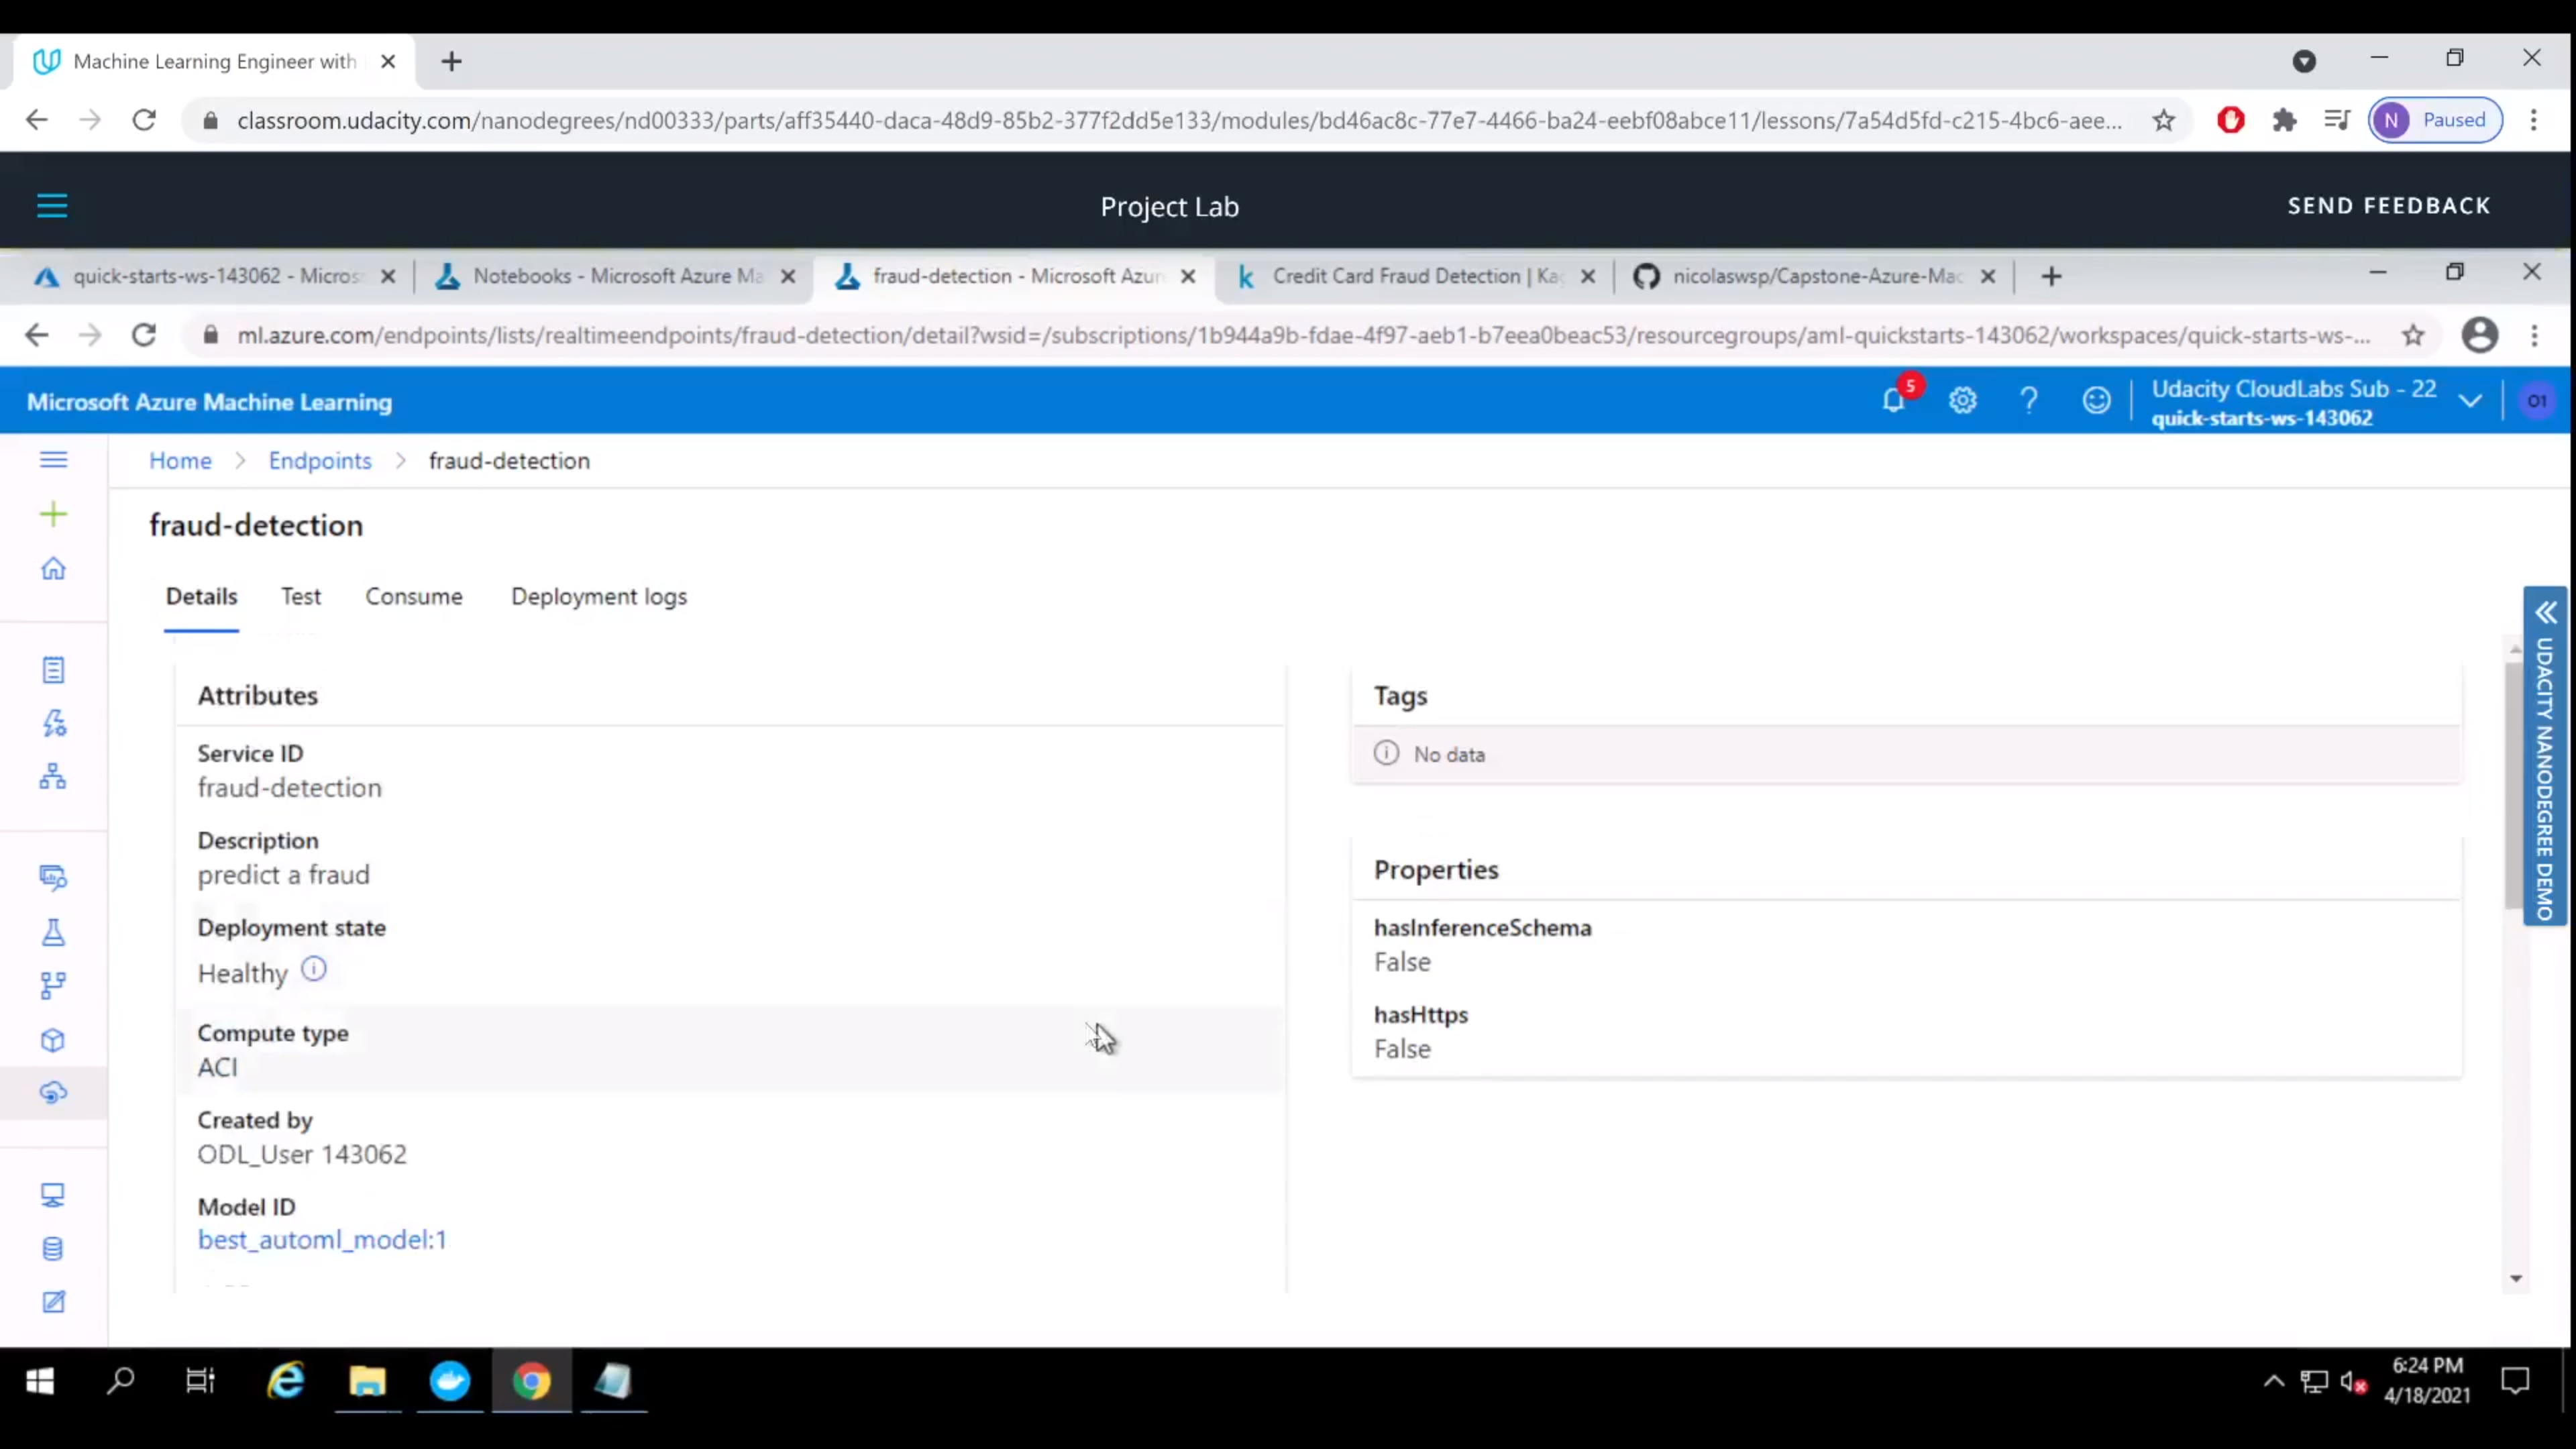 Machine Learning Engineer with
classroom.udacity.com/nanodegrees/nd00333/parts/aff35440-daca-48d9-85b2-377f2dd5e133/modules/bd46ac8c-77e7-4466-ba24-eebf08abce11/lessons/7a54d5fd-c215-4bc6-aee...
N Paused
Project Lab
SEND FEEDBACK
quick-starts-ws-143062 - Micros
Notebooks - Microsoft Azure Ma
fraud-detection - Microsoft Azur
k Credit Card Fraud Detection | Kag
nicolaswsp/Capstone-Azure-Mac
ml.azure.com/endpoints/lists/realtimeendpoints/fraud-detection/detail?wsid=/subscriptions/1b944a9b-fdae-4f97-aeb1-b7eea0beac53/resourcegroups/aml-quickstarts-143062/workspaces/quick-starts-ws-...
Microsoft Azure Machine Learning
5
Udacity CloudLabs Sub - 22
quick-starts-ws-143062
O1
Home > Endpoints > fraud-detection
fraud-detection
Details Test Consume Deployment logs
Attributes
Service ID
fraud-detection
Description
predict a fraud
Deployment state
Healthy
Compute type
ACI
Created by
ODL_User 143062
Model ID
best_automl_model:1
Tags
No data
Properties
hasInferenceSchema
False
hasHttps
False
UDACITY NANODEGREE DEMO
6:24 PM
4/18/2021